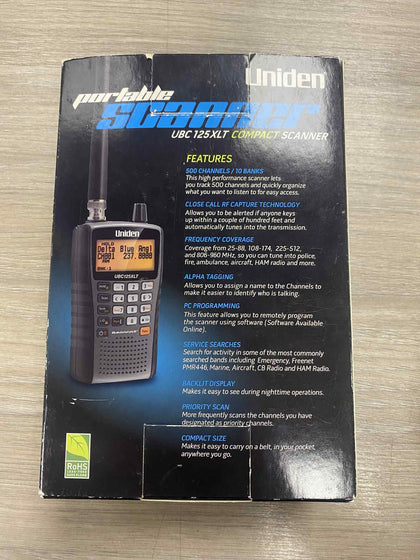 Uniden
portable
scanner
UBC125XLT COMPACT SCANNER
FEATURES
500 CHANNELS / 10 BANKS
This high performance scanner lets
you track 500 channels and quickly organize
what you want to listen to for easy access.
CLOSE CALL RF CAPTURE TECHNOLOGY
Allows you to be alerted if anyone keys
up within a couple of hundred feet and
automatically tunes into the transmission.
FREQUENCY COVERAGE
Coverage from 25-88, 108-174, 225-512,
and 806-960 MHz, so you can tune into police,
fire, ambulance, aircraft, HAM radio and more.
ALPHA TAGGING
Allows you to assign a name to the Channels to
make it easier to identify who is talking.
PC PROGRAMMING
This feature allows you to remotely program
the scanner using software (Software Available
Online).
SERVICE SEARCHES
Search for activity in some of the most commonly
searched bands including Emergency, Freenet
PMR446, Marine, Aircraft, CB Radio and HAM Radio.
BACKLIT DISPLAY
Makes it easy to see during nighttime operations.
PRIORITY SCAN
More frequently scans the channels you have
designated as priority channels.
COMPACT SIZE
Makes it easy to carry on a belt, in your pocket,
anywhere you go.
Uniden
HOLD
Delta Blue Angl
CH001 237.8000
BNK:1
UBC125XLT
RoHS